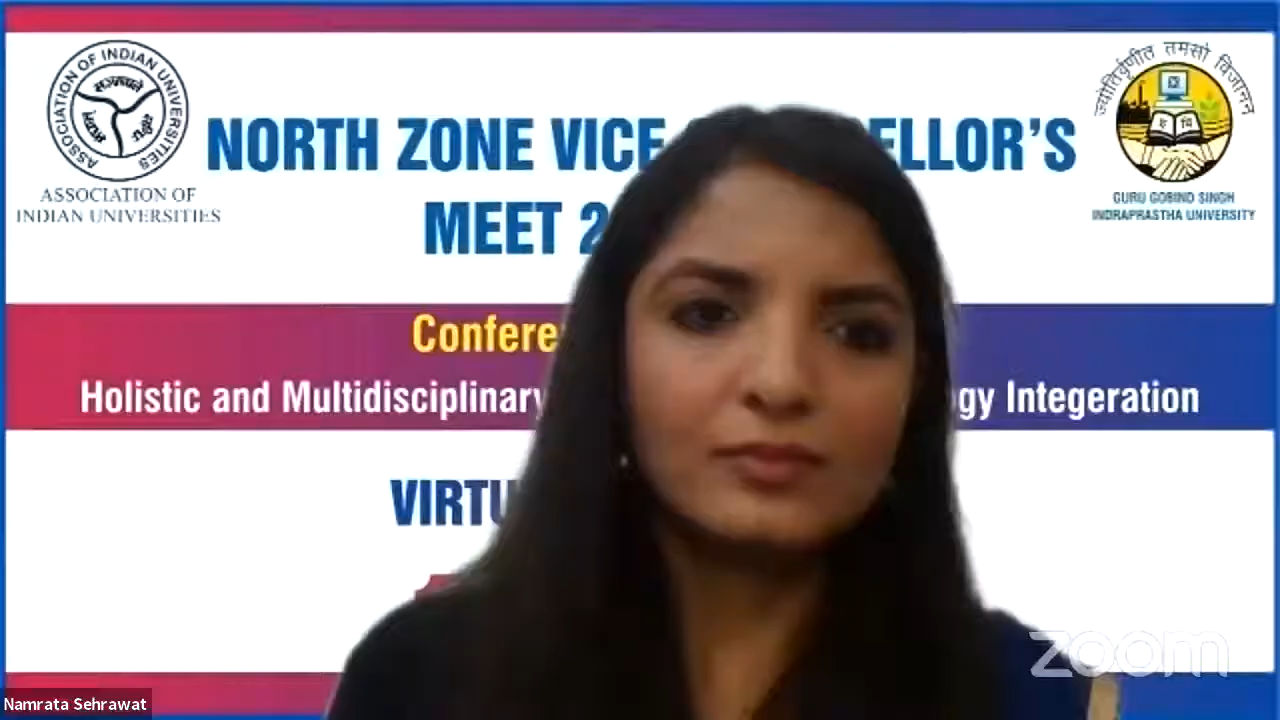 ASSOCIATION OF INDIAN UNIVERSITIES
ASSOCIATION OF
INDIAN UNIVERSITIES
NORTH ZONE VICE ELLOR'S
MEET 2
ज्योतिर्वृणीत तमसो विजानन
GURU GOBIND SINGH
INDRAPRASTHA UNIVERSITY
Confere
Holistic and Multidisciplinary gy Integeration
VIRTU
zoom
Namrata Sehrawat